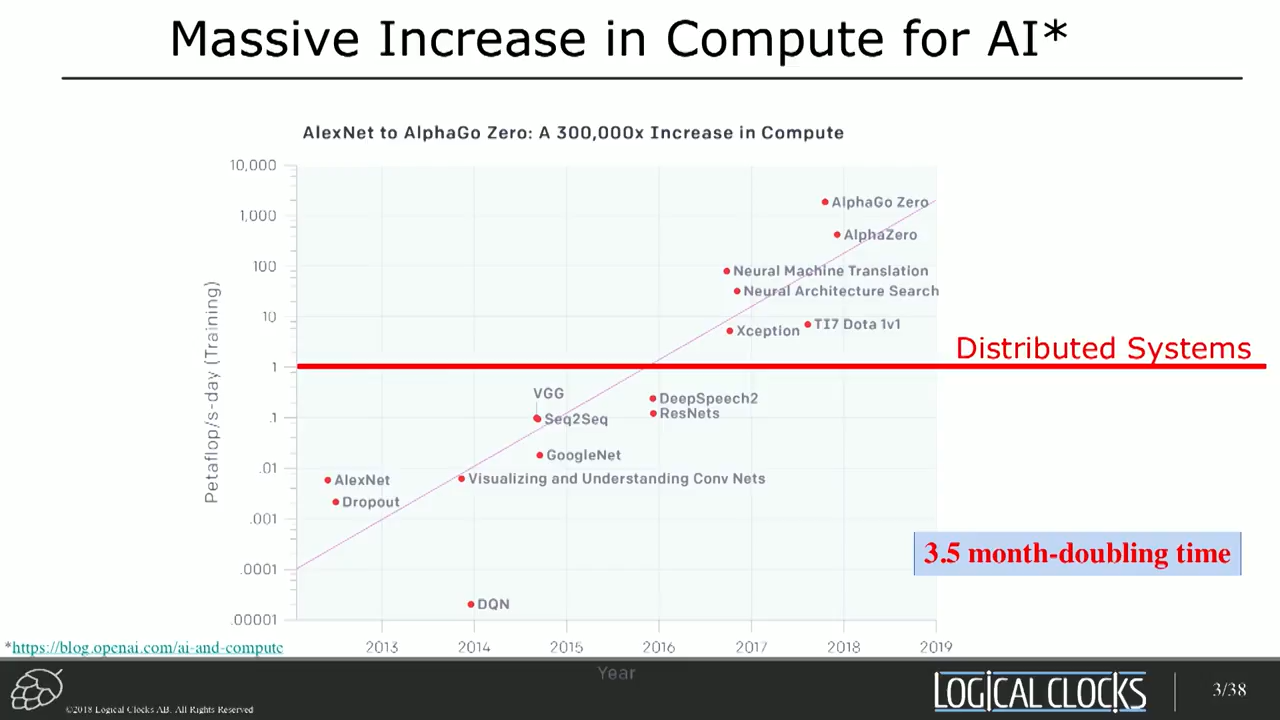 Massive Increase in Compute for AI*
AlexNet to AlphaGo Zero: A 300,000x Increase in Compute
10,000
1,000
100
10
1
.1
.01
.001
.0001
.00001
Petaflop/s-day (Training)
AlphaGo Zero
AlphaZero
Neural Machine Translation
Neural Architecture Search
Xception
TI7 Dota 1v1
Distributed Systems
VGG
Seq2Seq
DeepSpeech2
ResNets
GoogleNet
AlexNet
Visualizing and Understanding Conv Nets
Dropout
3.5 month-doubling time
DQN
2013
2014
2015
2016
2017
2018
2019
Year
*https://blog.openai.com/ai-and-compute
©2018 Logical Clocks AB. All Rights Reserved
LOGICAL CLOCKS
3/38